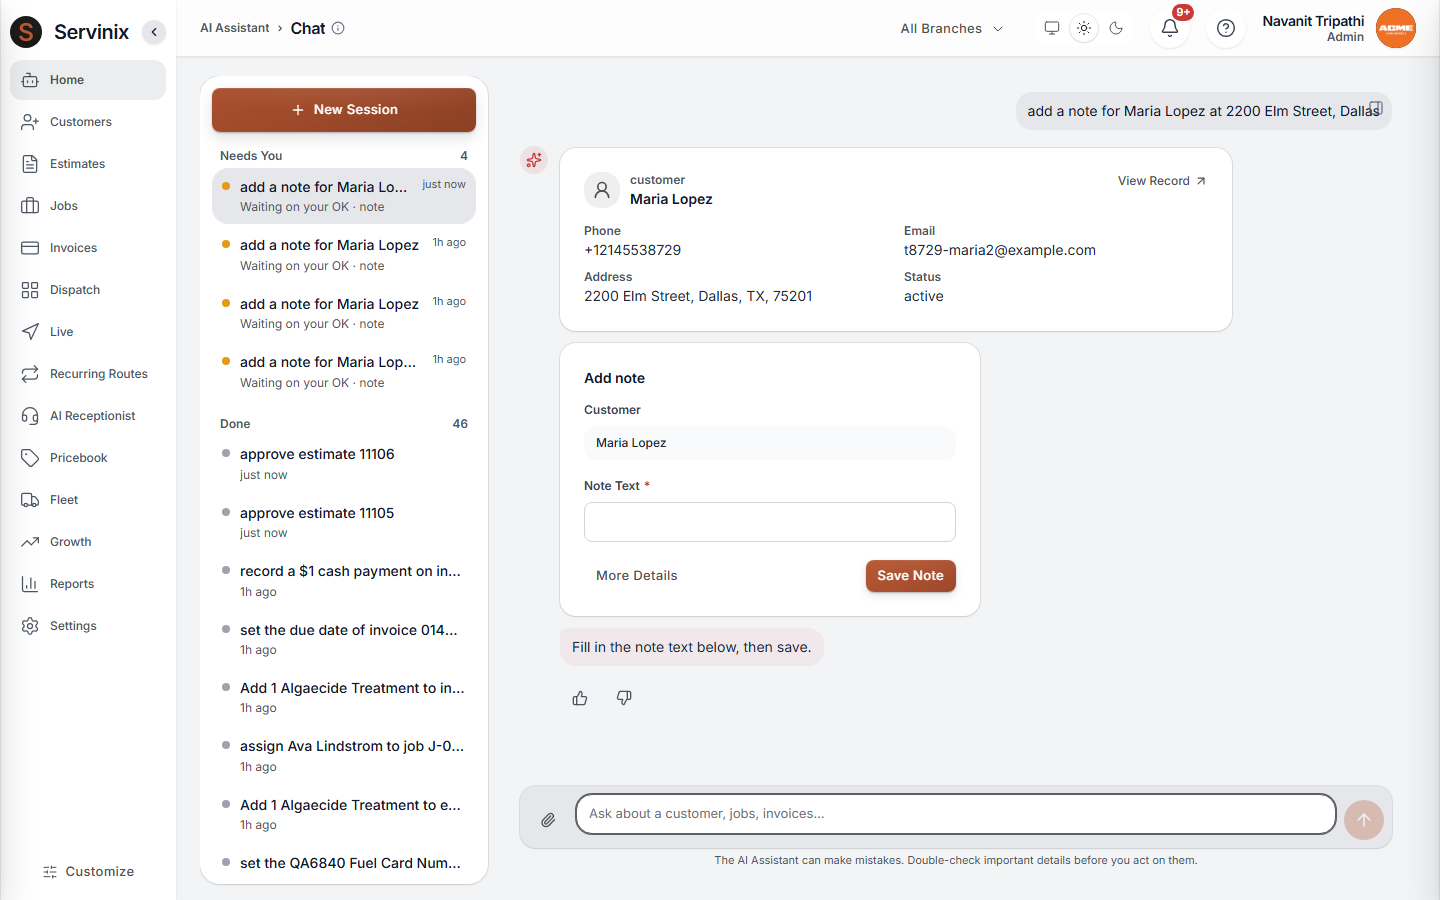 Servinix
Home
Customers
Estimates
Jobs
Invoices
Dispatch
Live
Recurring Routes
AI Receptionist
Pricebook
Fleet
Growth
Reports
Settings
Customize
AI Assistant › Chat
All Branches
9+
Navanit Tripathi
Admin
ACME
+ New Session
Needs You 4
add a note for Maria Lo... just now
Waiting on your OK · note
add a note for Maria Lopez 1h ago
Waiting on your OK · note
add a note for Maria Lopez 1h ago
Waiting on your OK · note
add a note for Maria Lop... 1h ago
Waiting on your OK · note
Done 46
approve estimate 11106
just now
approve estimate 11105
just now
record a $1 cash payment on in...
1h ago
set the due date of invoice 014...
1h ago
Add 1 Algaecide Treatment to in...
1h ago
assign Ava Lindstrom to job J-0...
1h ago
Add 1 Algaecide Treatment to e...
1h ago
set the QA6840 Fuel Card Num...
add a note for Maria Lopez at 2200 Elm Street, Dallas
customer
Maria Lopez
View Record
Phone
+12145538729
Email
t8729-maria2@example.com
Address
2200 Elm Street, Dallas, TX, 75201
Status
active
Add note
Customer
Maria Lopez
Note Text *
More Details
Save Note
Fill in the note text below, then save.
Ask about a customer, jobs, invoices...
The AI Assistant can make mistakes. Double-check important details before you act on them.